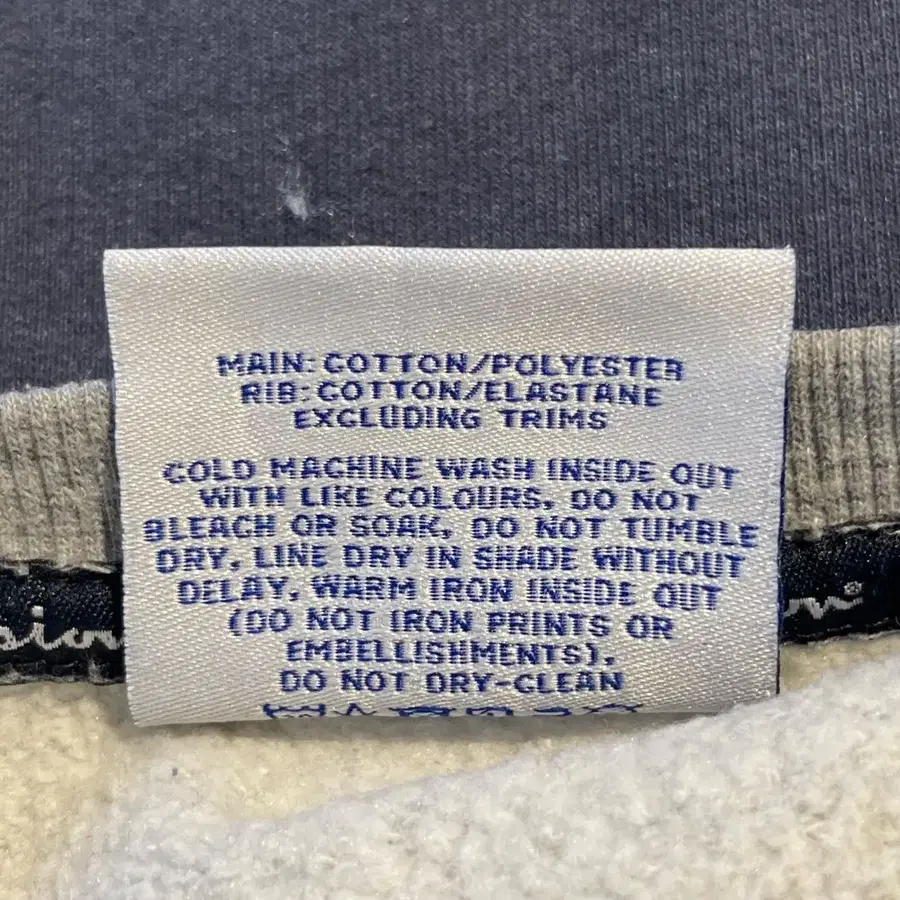 MAIN: COTTON/POLYESTER
RIB: COTTON/ELASTANE
EXCLUDING TRIMS
COLD MACHINE WASH INSIDE OUT
WITH LIKE COLOURS, DO NOT
BLEACH OR SOAK, DO NOT TUMBLE
DRY, LINE DRY IN SHADE WITHOUT
DELAY, WARM IRON INSIDE OUT
(DO NOT IRON PRINTS OR
EMBELLISHMENTS).
DO NOT DRY-CLEAN